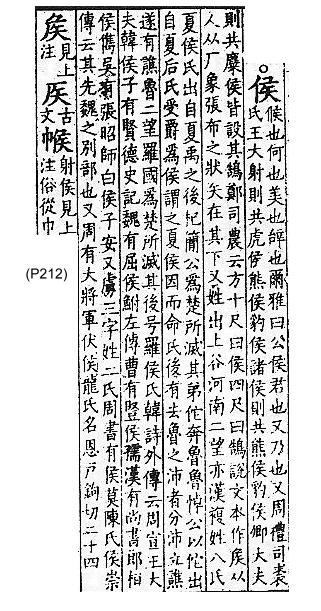 。侯候也何也美也辭也爾雅曰公侯君也又乃也又周禮司裘
氏王大射則共虎侯熊侯豹侯諸侯則共熊侯豹侯卿大夫
則共麋侯皆設其鵠鄭司農云方十尺曰侯四尺曰鵠說文本作矦从
人从厂象張布之狀矢在其下又姓出上谷河南二望亦漢複姓八氏
夏侯氏出自夏禹之後杞簡公為楚所滅其弟佗奔魯魯悼公以佗出
自夏后氏受爵為侯謂之夏侯因而命氏後有去魯之沛者分沛立譙
遂有譙魯二望羅國為楚所滅其後号羅侯氏韓詩外傳云周宣王大
夫韓侯子有賢德史記魏有屈侯鮒左傳曹有豎侯獳漢有尚書郎柏
侯儁吳有張昭師白侯子安又虜三字姓二氏周書有侯莫陳氏侯崇
傳云其先魏之别部也又周有大將軍伏侯龍氏名恩戶鉤切二十四
矦見上注𥎦古文帿射侯見上注俗從巾
(P212)